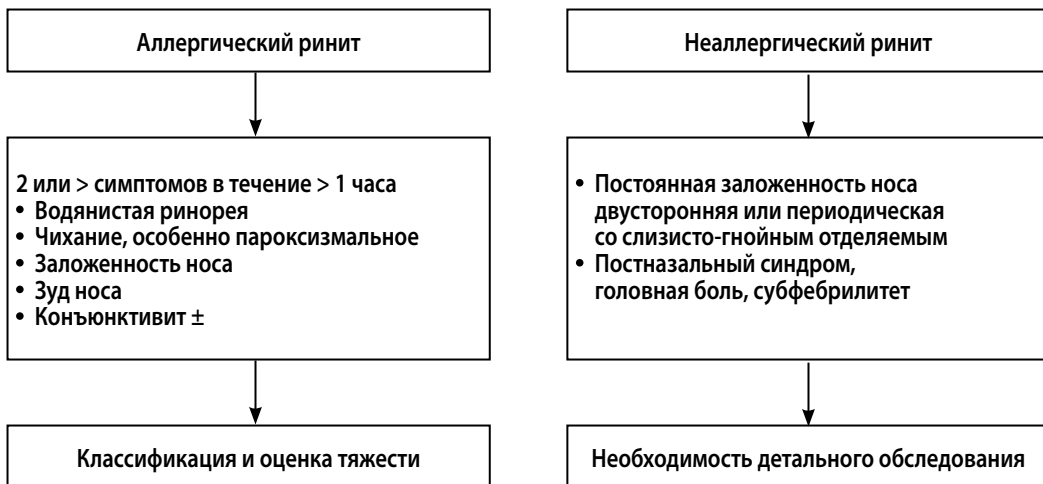 Аллергический ринит
2 или > симптомов в течение > 1 часа
• Водянистая ринорея
• Чихание, особенно пароксизмальное
• Заложенность носа
• Зуд носа
• Конъюнктивит ±
Классификация и оценка тяжести
Неаллергический ринит
• Постоянная заложенность носа
двусторонняя или периодическая
со слизисто-гнойным отделяемым
• Постназальный синдром,
головная боль, субфебрилитет
Необходимость детального обследования